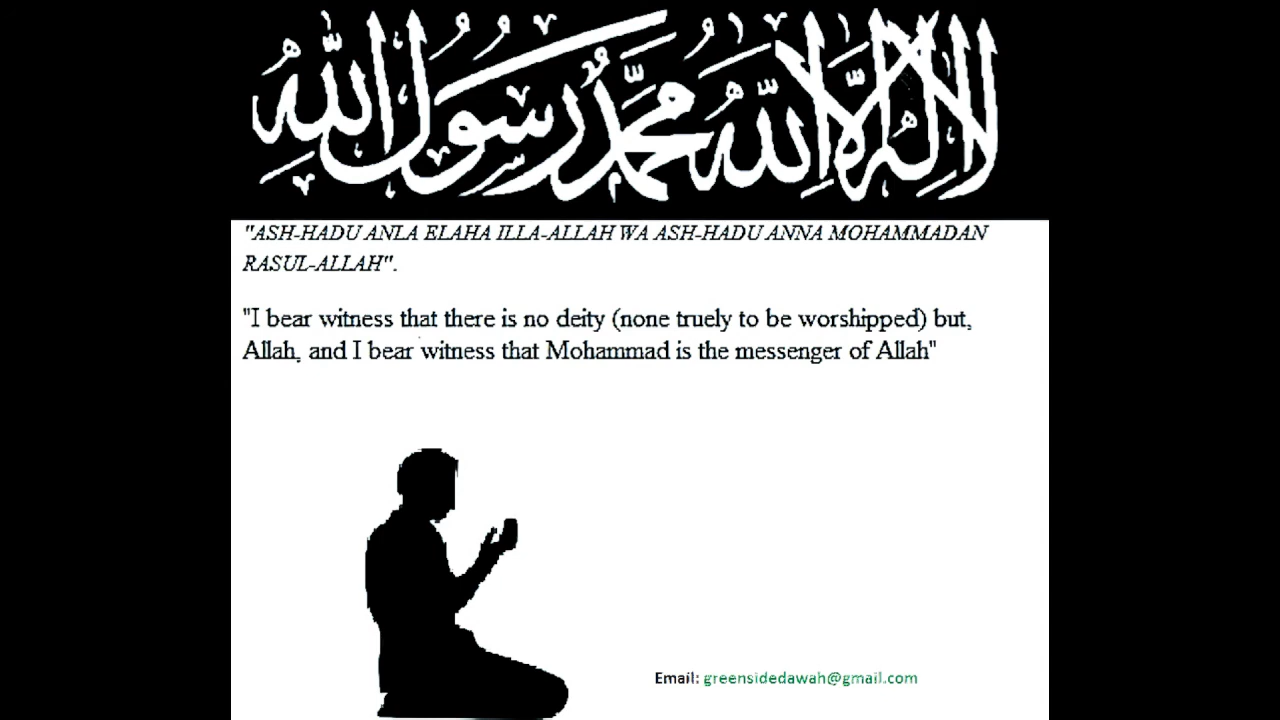 لا إله إلا الله محمد رسول الله
"ASH-HADU ANLA ELAHA ILLA-ALLAH WA ASH-HADU ANNA MOHAMMADAN
RASUL-ALLAH".
"I bear witness that there is no deity (none truely to be worshipped) but,
Allah, and I bear witness that Mohammad is the messenger of Allah"
Email: greensidedawah@gmail.com